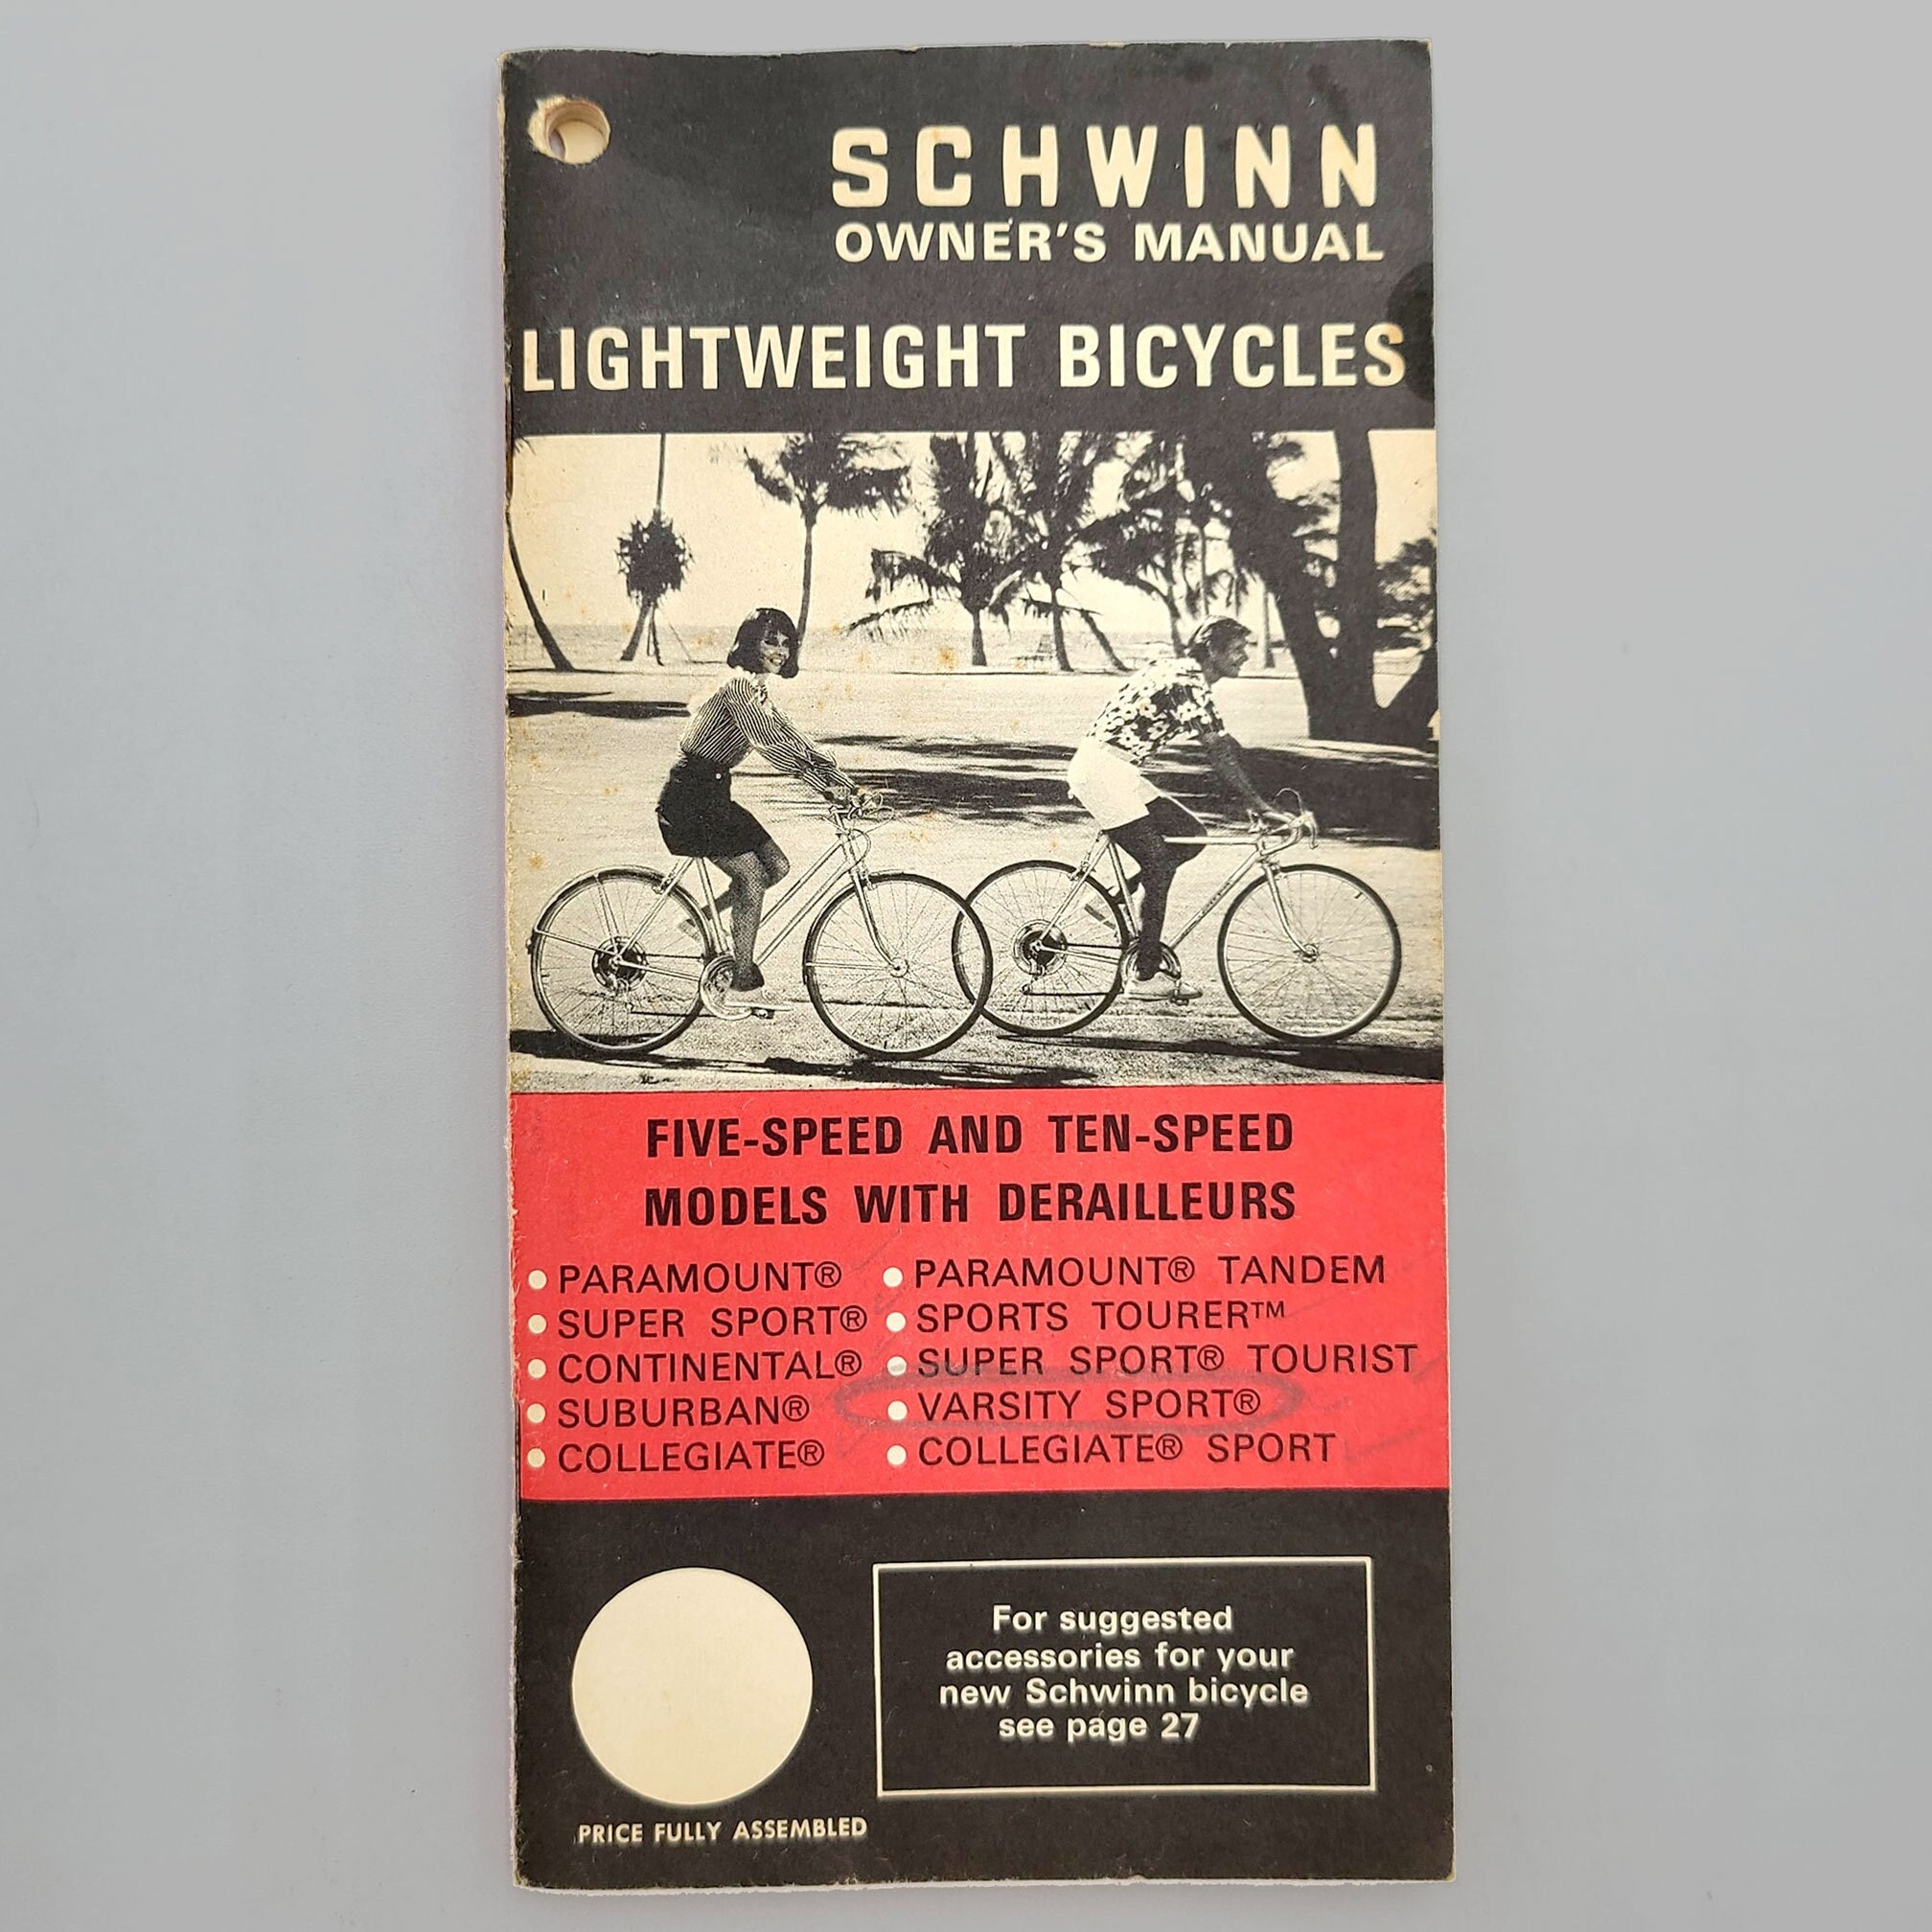 SCHWINN
OWNER'S MANUAL
LIGHTWEIGHT BICYCLES
FIVE-SPEED AND TEN-SPEED
MODELS WITH DERAILLEURS
• PARAMOUNT® • PARAMOUNT® TANDEM
• SUPER SPORT® • SPORTS TOURER™
• CONTINENTAL® • SUPER SPORT® TOURIST
• SUBURBAN® • VARSITY SPORT®
• COLLEGIATE® • COLLEGIATE® SPORT
For suggested
accessories for your
new Schwinn bicycle
see page 27
PRICE FULLY ASSEMBLED